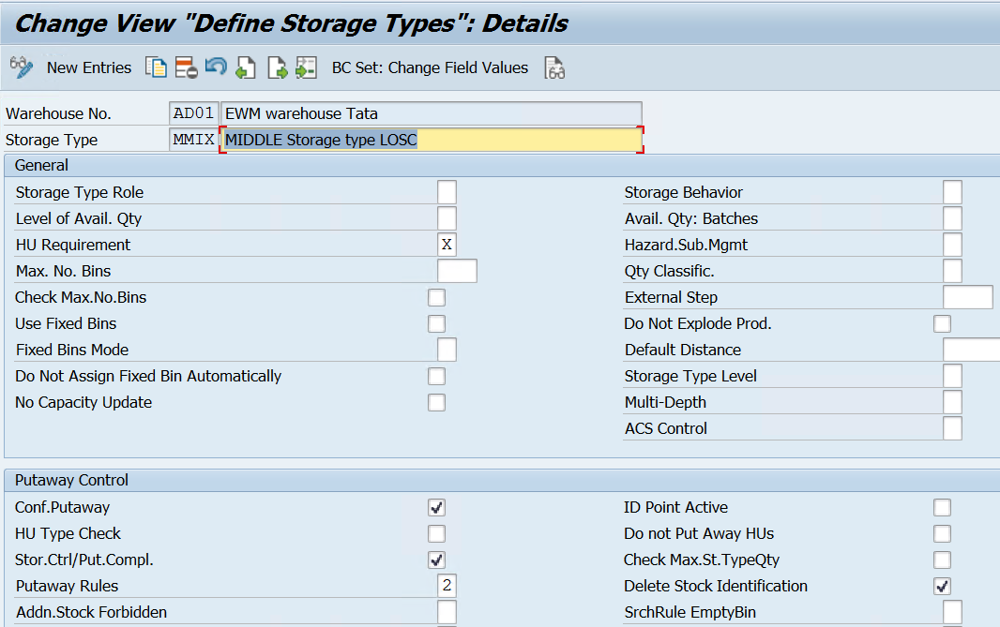 Change View "Define Storage Types": Details
New Entries BC Set: Change Field Values
Warehouse No. AD01 EWM warehouse Tata
Storage Type MMIX MIDDLE Storage type LOSC
General
Storage Type Role Storage Behavior
Level of Avail. Qty Avail. Qty: Batches
HU Requirement X Hazard.Sub.Mgmt
Max. No. Bins Qty Classific.
Check Max.No.Bins External Step
Use Fixed Bins Do Not Explode Prod.
Fixed Bins Mode Default Distance
Do Not Assign Fixed Bin Automatically Storage Type Level
No Capacity Update Multi-Depth
ACS Control
Putaway Control
Conf.Putaway ID Point Active
HU Type Check Do not Put Away HUs
Stor.Ctrl/Put.Compl. Check Max.St.TypeQty
Putaway Rules 2 Delete Stock Identification
Addn.Stock Forbidden SrchRule EmptyBin